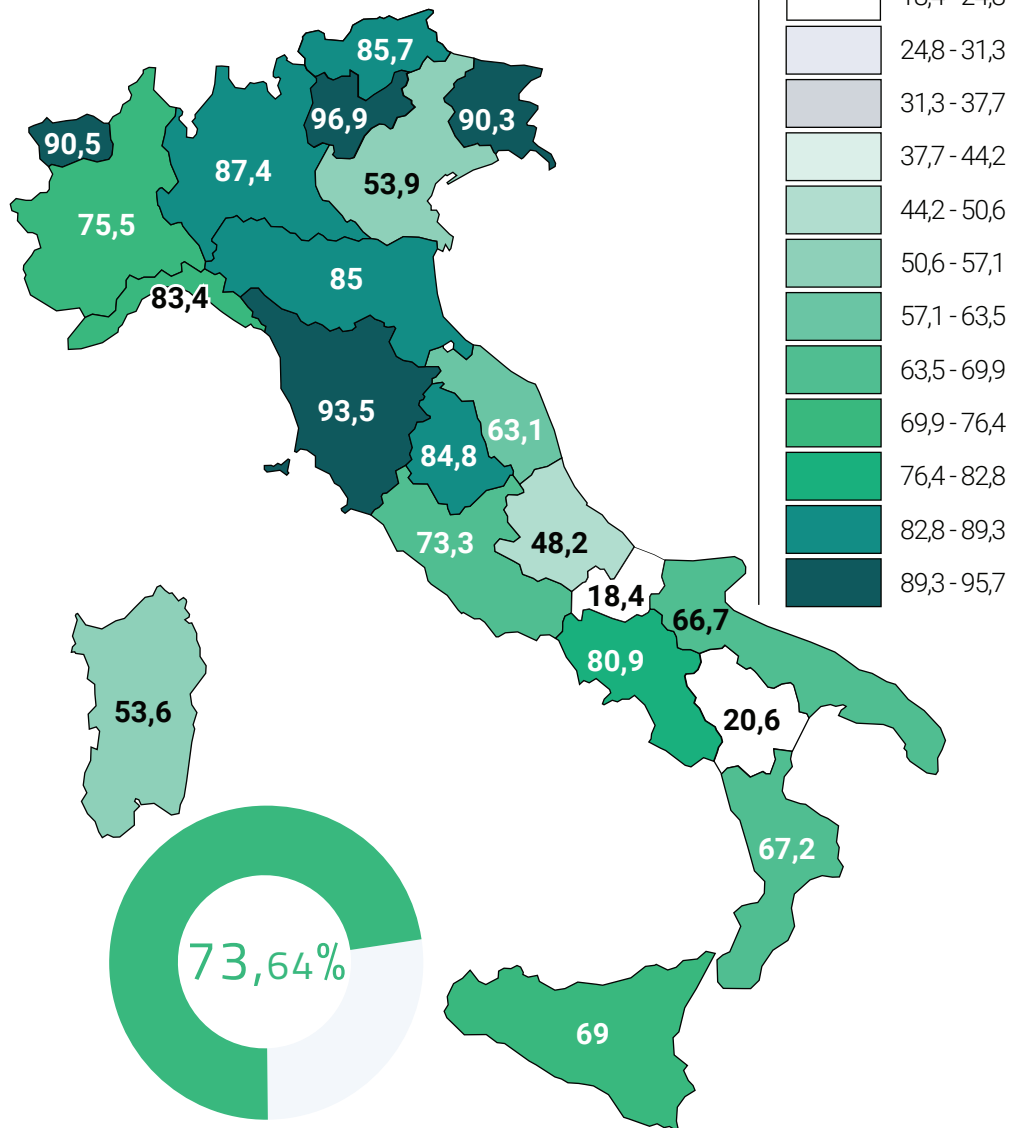 24,8 - 31,3
31,3 - 37,7
37,7 - 44,2
44,2 - 50,6
50,6 - 57,1
57,1 - 63,5
63,5 - 69,9
69,9 - 76,4
76,4 - 82,8
82,8 - 89,3
89,3 - 95,7
85,7
96,9
90,3
90,5
87,4
53,9
75,5
85
83,4
93,5
63,1
84,8
73,3
48,2
18,4
66,7
80,9
53,6
20,6
67,2
73,64%
69